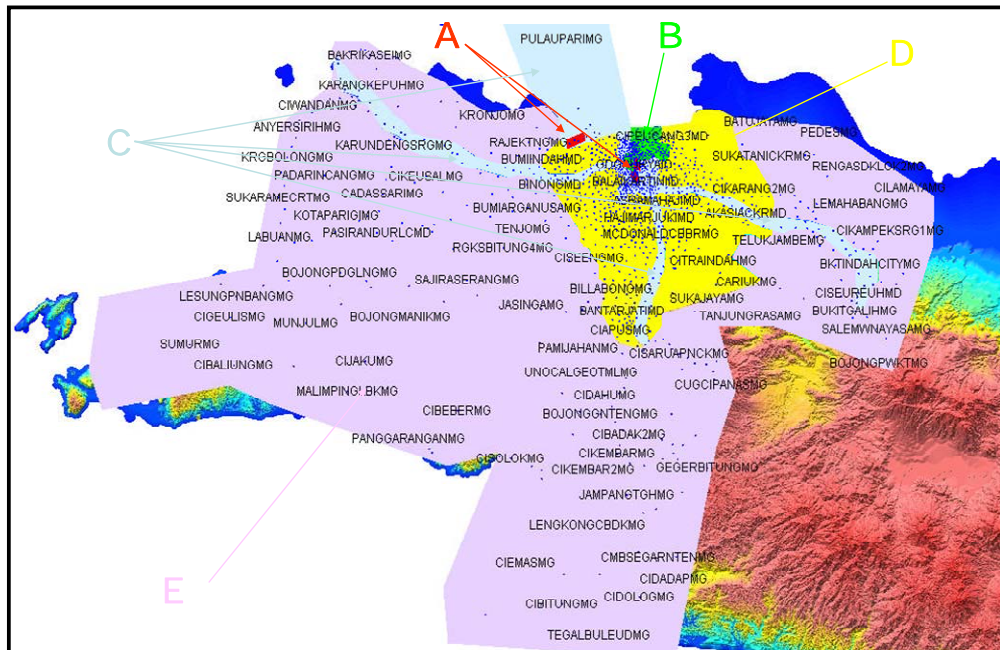 A
B
PULAUPARIMG
D
BAKRIKASEIMG
KARANGKEPUHMG
CIWANDANMG
KRONJOMG
BATUJAYAMG
ANYERSIRIHMG
PEDESMG
C
RAJEKTNGMG
KARUNDENGSRGMG
KRCBOLONGMG
BUMIINDAHMD
SUKATANICKRMG
RENGASDKLOK2MG
PADARINCANGMG
CIKEUSALMG
BINONGMD
CIKARANG2MG
CILAMAYAMG
SUKARAMECRTMG
CADASSARIMG
LEMAHABANGMG
KOTAPARIGIMG
BUMIARGANUSAMG
HAJIMARJUKIMD
AKASIACKRMD
LABUANMG
PASIRANDURLCMD
TENJOMG
MCDONALDCBBRMG
TELUKJAMBEMG
CIKAMPEKSRG1MG
RGKSBITUNG4MG
CISEENGMG
CITRAINDAHMG
BKTINDAHCITYMG
BOJONGPDGLNGMG
SAJIRASERANGMG
BILLABONGMG
CARIUKMG
LESUNGPNBANGMG
JASINGAMG
SUKAJAYAMG
CISEUREUHMD
CIGEULISMG
MUNJULMG
BOJONGMANIKMG
BANTARJATIMD
TANJUNGRASAMG
BUKITGALIHMG
CIAPUSMG
SALEMWNAYASAMG
SUMURMG
PAMIJAHANMG
CISARUAPNCKMG
CIBALIUNGMG
CIJAKUMG
BOJONGPWKTMG
UNOCALGEOTMLMG
CUGCIPANASMG
MALIMPINGLBKMG
CIDAHUMG
CIBEBERMG
BOJONGGNTENGMG
PANGGARANGANMG
CIBADAK2MG
CISOLOKMG
CIKEMBARMG
CIKEMBAR2MG
GEGERBITUNGMG
JAMPANGTGHMG
LENGKONGCBDKMG
CIEMASMG
CMBSEGARNTENMG
CIDADAPMG
E
CIBITUNGMG
CIDOLOGMG
TEGALBULEUDMG